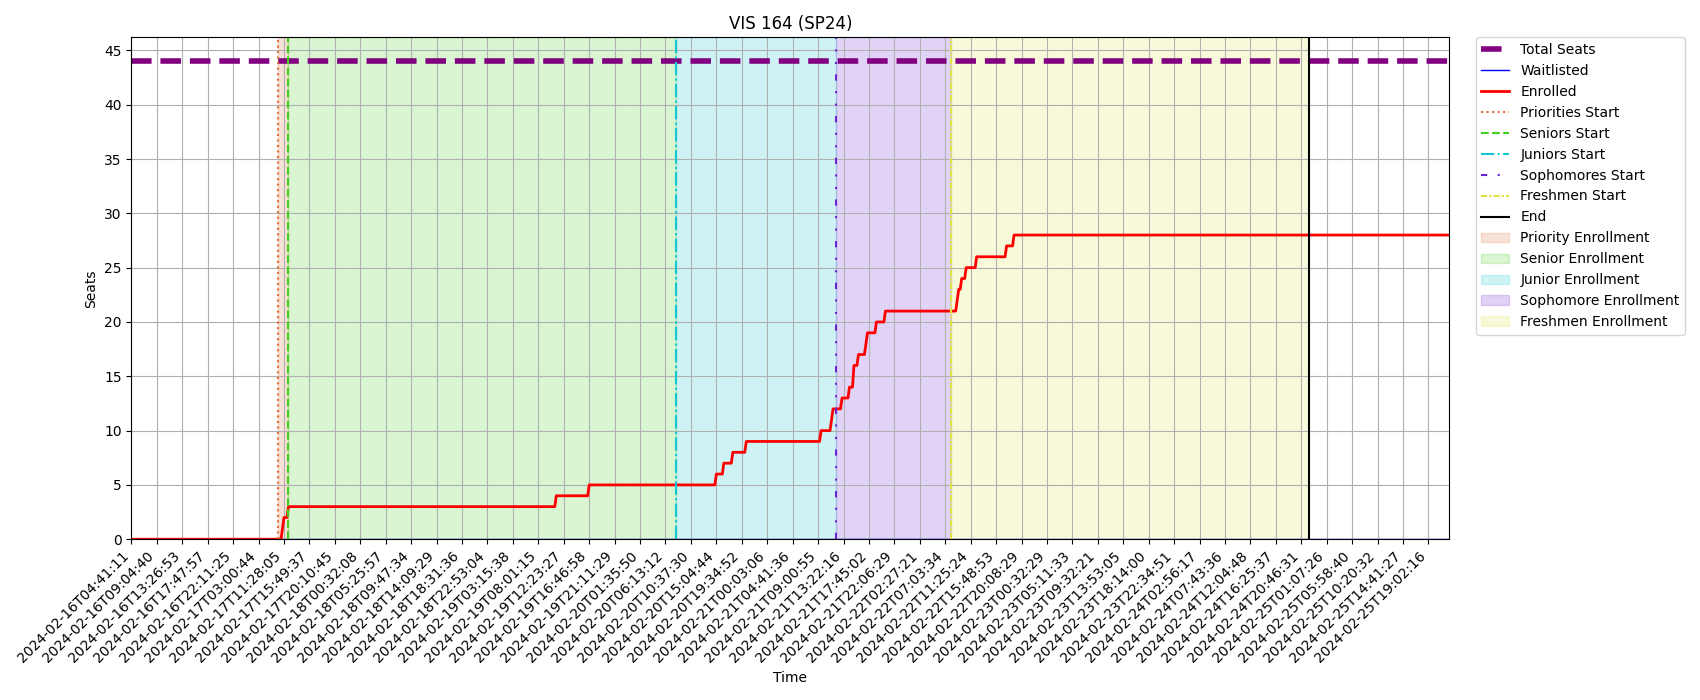 VIS 164 (SP24)
Seats
45
40
35
30
25
20
15
10
5
0
2024-02-16T04:41:11
2024-02-16T09:04:40
2024-02-16T13:26:53
2024-02-16T17:47:57
2024-02-16T22:11:25
2024-02-17T03:00:44
2024-02-17T11:28:05
2024-02-17T15:49:37
2024-02-17T20:10:45
2024-02-18T00:32:08
2024-02-18T05:25:57
2024-02-18T09:47:34
2024-02-18T14:09:29
2024-02-18T18:31:36
2024-02-18T22:53:04
2024-02-19T03:15:38
2024-02-19T08:01:15
2024-02-19T12:23:27
2024-02-19T16:46:58
2024-02-19T21:11:29
2024-02-20T01:35:50
2024-02-20T06:13:12
2024-02-20T10:37:30
2024-02-20T15:04:44
2024-02-20T19:34:52
2024-02-21T00:03:06
2024-02-21T04:41:36
2024-02-21T09:00:55
2024-02-21T13:22:16
2024-02-21T17:45:02
2024-02-21T22:06:29
2024-02-22T02:27:21
2024-02-22T07:03:34
2024-02-22T11:25:24
2024-02-22T15:48:53
2024-02-22T20:08:29
2024-02-23T00:32:29
2024-02-23T05:11:33
2024-02-23T09:32:21
2024-02-23T13:53:05
2024-02-23T18:14:00
2024-02-23T22:34:51
2024-02-24T02:56:17
2024-02-24T07:43:36
2024-02-24T12:04:48
2024-02-24T16:25:37
2024-02-24T20:46:31
2024-02-25T01:07:26
2024-02-25T05:58:40
2024-02-25T10:20:32
2024-02-25T14:41:27
2024-02-25T19:02:16
Time
Total Seats
Waitlisted
Enrolled
Priorities Start
Seniors Start
Juniors Start
Sophomores Start
Freshmen Start
End
Priority Enrollment
Senior Enrollment
Junior Enrollment
Sophomore Enrollment
Freshmen Enrollment